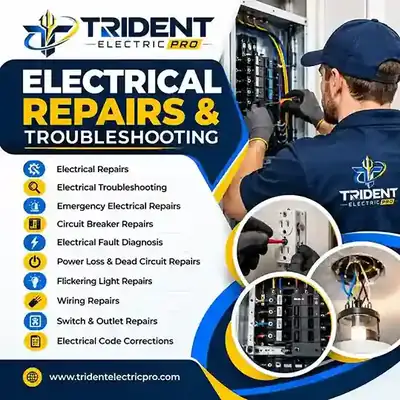 TRIDENT
ELECTRIC PRO
ELECTRICAL
REPAIRS &
TROUBLESHOOTING
Electrical Repairs
Electrical Troubleshooting
Emergency Electrical Repairs
Circuit Breaker Repairs
Electrical Fault Diagnosis
Power Loss & Dead Circuit Repairs
Flickering Light Repairs
Wiring Repairs
Switch & Outlet Repairs
Electrical Code Corrections
www.tridentelectricpro.com
TRIDENT
ELECTRIC PRO